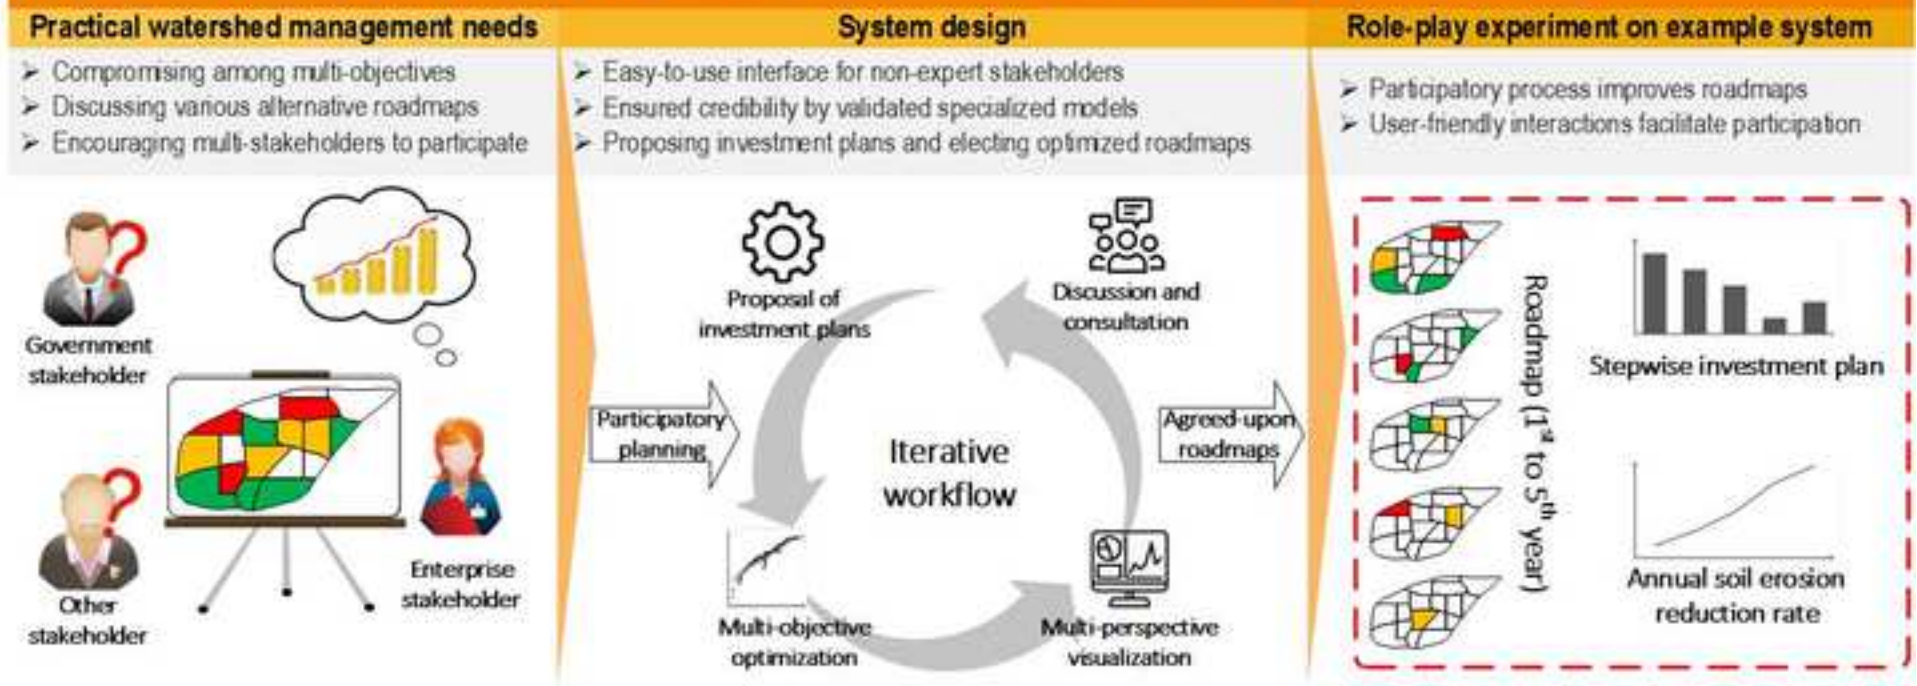 Practical watershed management needs
Compromising among multi-objectives
Discussing various alternative roadmaps
Encouraging multi-stakeholders to participate
Government
stakeholder
Other
stakeholder
Enterprise
stakeholder
System design
Easy-to-use interface for non-expert stakeholders
Ensured credibility by validated specialized models
Proposing investment plans and electing optimized roadmaps
Participatory
planning
Proposal of
investment plans
Discussion and
consultation
Iterative
workflow
Multi-objective
optimization
Multi-perspective
visualization
Agreed-upon
roadmaps
Role-play experiment on example system
Participatory process improves roadmaps
User-friendly interactions facilitate participation
Roadmap (1st to 5th year)
Stepwise investment plan
Annual soil erosion
reduction rate